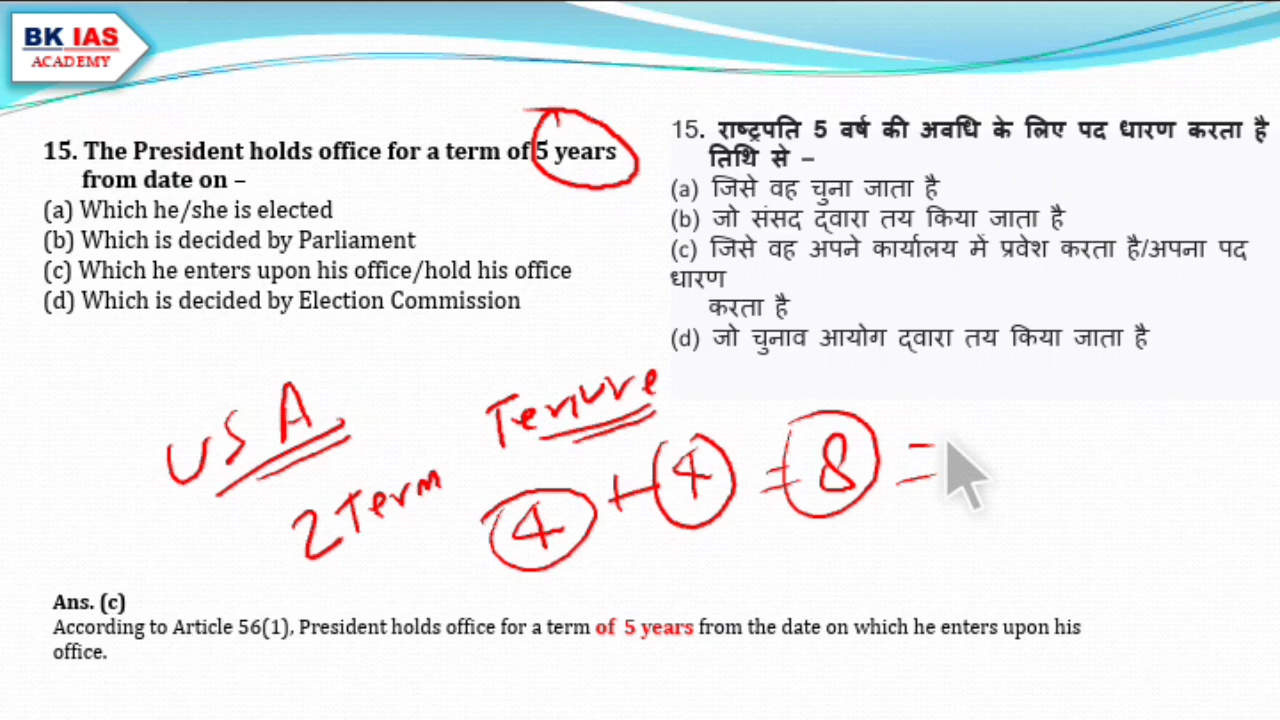 BK IAS
ACADEMY
15. The President holds office for a term of 5 years
from date on –
(a) Which he/she is elected
(b) Which is decided by Parliament
(c) Which he enters upon his office/hold his office
(d) Which is decided by Election Commission
15. राष्ट्रपति 5 वर्ष की अवधि के लिए पद धारण करता है
तिथि से –
(a) जिसे वह चुना जाता है
(b) जो संसद द्वारा तय किया जाता है
(c) जिसे वह अपने कार्यालय में प्रवेश करता है/अपना पद
धारण
करता है
(d) जो चुनाव आयोग द्वारा तय किया जाता है
USA
Tenure
2 Term
4 + 4 = 8 =
Ans. (c)
According to Article 56(1), President holds office for a term of 5 years from the date on which he enters upon his
office.